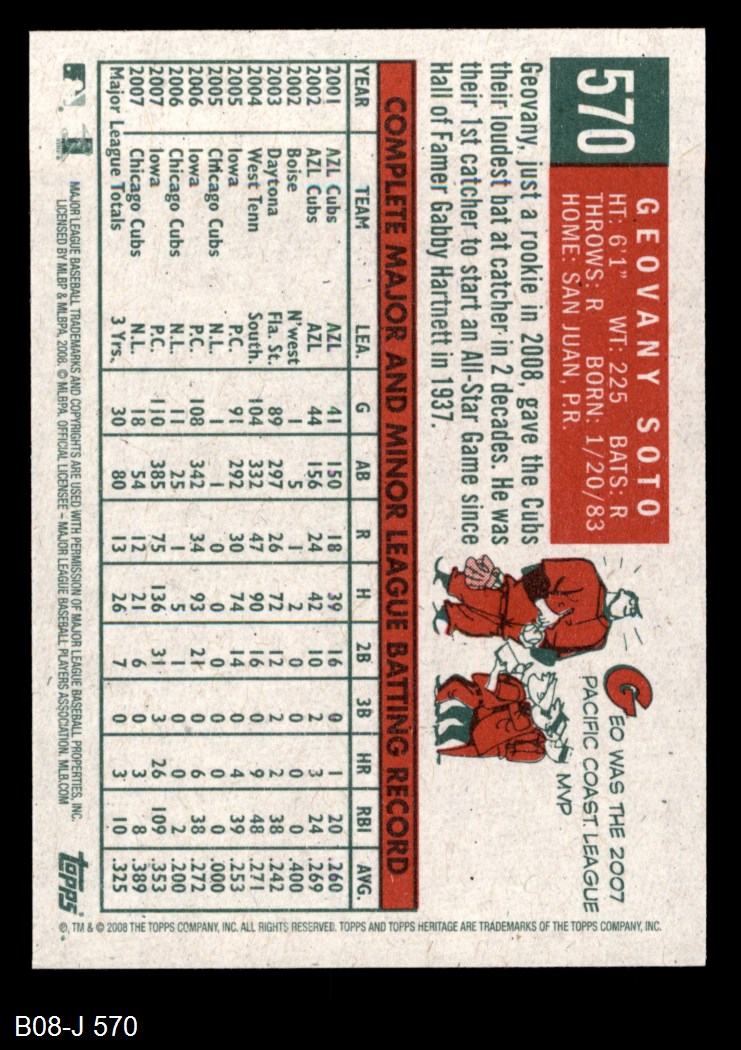 570
GEOVANY SOTO
HT: 6'1" WT: 225 BATS: R
THROWS: R BORN: 1/20/83
HOME: SAN JUAN, PR.
Geovany, just a rookie in 2008, gave the Cubs
their loudest bat at catcher in 2 decades. He was
their 1st catcher to start an All-Star Game since
Hall of Famer Gabby Hartnett in 1937.
GEO WAS THE 2007
PACIFIC COAST LEAGUE
MVP
COMPLETE MAJOR AND MINOR LEAGUE BATTING RECORD
YEAR TEAM LEA. G AB R H 2B 3B HR RBI AVG.
2001 AZL Cubs AZL 41 150 18 39 16 0 1 20 .260
2002 AZL Cubs AZL 44 156 24 42 10 2 3 24 .269
2002 Boise N'west 1 5 1 2 0 0 0 0 .400
2003 Daytona Fla. St. 89 297 26 72 12 2 2 38 .242
2004 West Tenn South. 104 332 47 90 16 0 9 48 .271
2005 Iowa P.C. 91 292 30 74 14 0 4 39 .253
2005 Chicago Cubs N.L. 1 1 0 0 0 0 0 0 .000
2006 Iowa P.C. 108 342 34 93 21 0 6 38 .272
2006 Chicago Cubs N.L. 11 25 1 5 1 0 0 2 .200
2007 Iowa P.C. 110 385 75 136 31 3 26 109 .353
2007 Chicago Cubs N.L. 18 54 12 21 6 0 3 8 .389
Major League Totals 3 Yrs. 30 80 13 26 7 0 3 10 .325
MAJOR LEAGUE BASEBALL TRADEMARKS AND COPYRIGHTS ARE USED WITH PERMISSION OF MAJOR LEAGUE BASEBALL PROPERTIES, INC.
LICENSED BY MLBP & MLBPA, 2008. © MLBPA. OFFICIAL LICENSEE - MAJOR LEAGUE BASEBALL PLAYERS ASSOCIATION. MLB.COM
topps
®, TM & © 2008 THE TOPPS COMPANY, INC. ALL RIGHTS RESERVED. TOPPS AND TOPPS HERITAGE ARE TRADEMARKS OF THE TOPPS COMPANY, INC.
B08-J 570